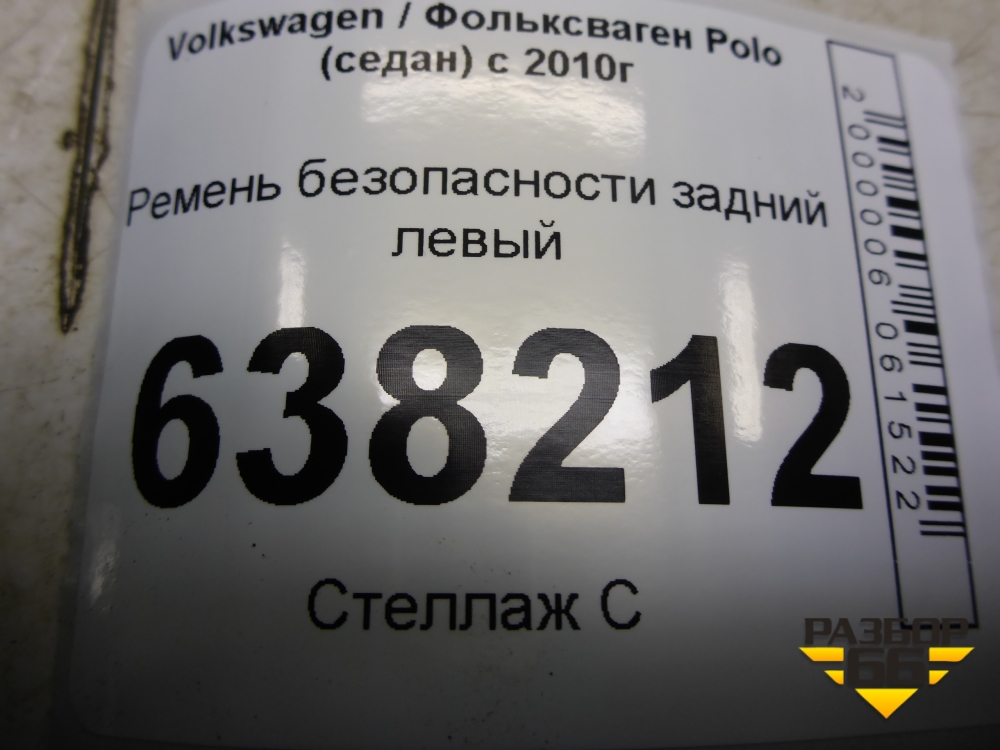 Volkswagen / Фольксваген Polo
(седан) с 2010г
Ремень безопасности задний
левый
638212
Стеллаж С
2000006061522
РАЗБОР
66